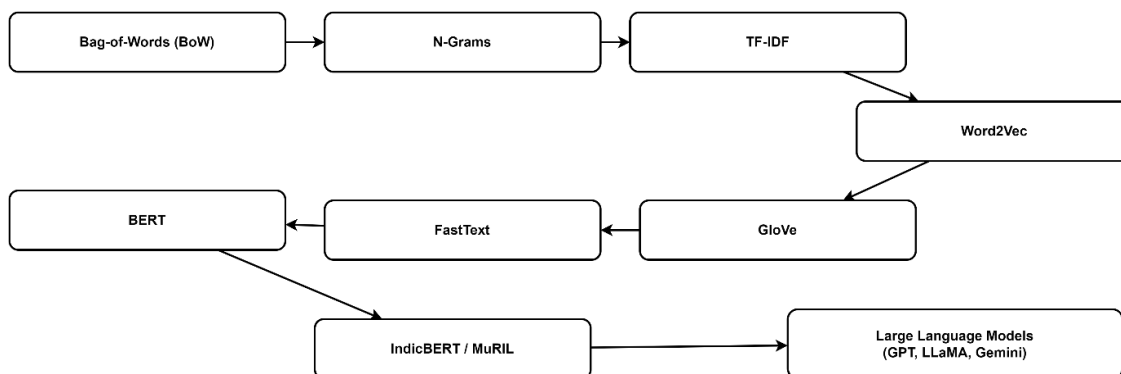 Bag-of-Words (BoW)
N-Grams
TF-IDF
Word2Vec
GloVe
FastText
BERT
IndicBERT / MuRIL
Large Language Models
(GPT, LLaMA, Gemini)